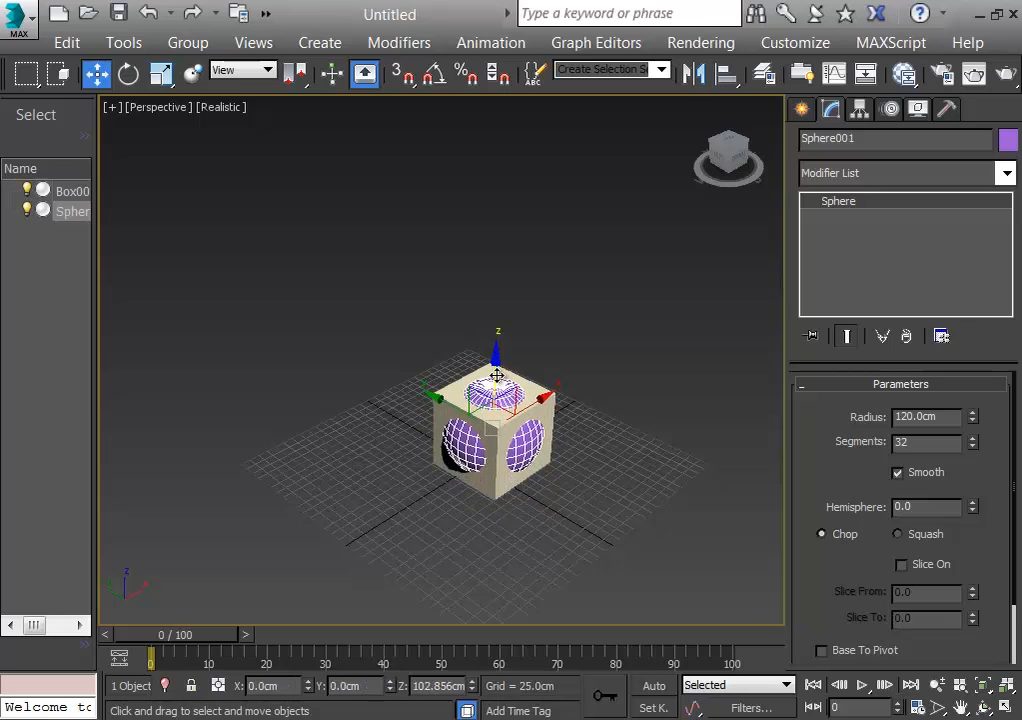 Untitled
Type a keyword or phrase
MAX
Edit Tools Group Views Create Modifiers Animation Graph Editors Rendering Customize MAXScript Help
View
3
%
ABC
Create Selection Se
Select
[+] [Perspective ] [Realistic ]
Sphere001
Name
Modifier List
Box00
Spher
Sphere
z
Parameters
Radius: 120.0cm
Segments: 32
Smooth
Hemisphere: 0.0
Chop
Squash
Slice On
z
Slice From: 0.0
Slice To: 0.0
Base To Pivot
0 / 100
0 10 20 30 40 50 60 70 80 90 100
1 Object X: 0.0cm Y: 0.0cm Z: 102.856cm Grid = 25.0cm Auto Selected
Welcome to Click and drag to select and move objects Add Time Tag Set K. Filters... 0